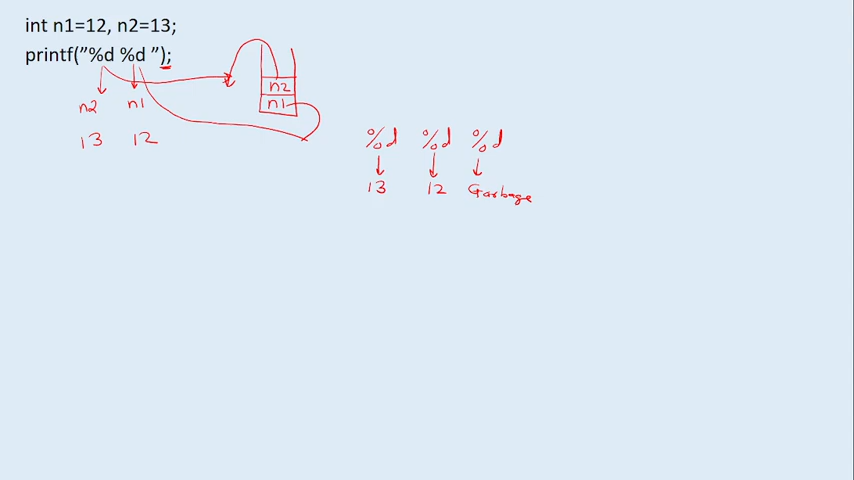 int n1=12, n2=13;
printf("%d %d ");
n2
n1
n2 n1
13 12
%d %d %d
13 12 Garbage